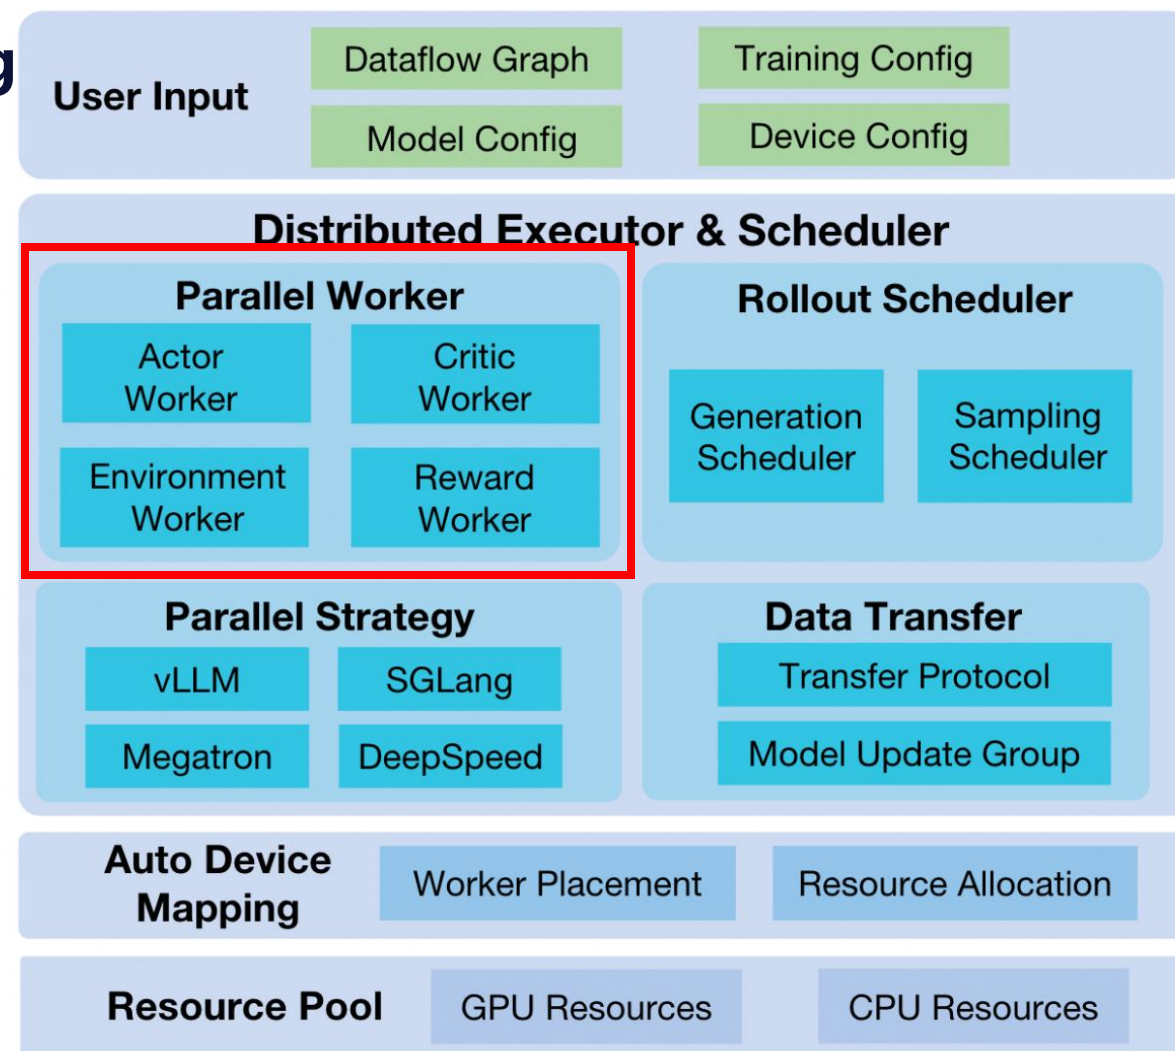 g
User Input
Dataflow Graph
Training Config
Model Config
Device Config
Distributed Executor & Scheduler
Parallel Worker
Actor
Worker
Critic
Worker
Environment
Worker
Reward
Worker
Rollout Scheduler
Generation
Scheduler
Sampling
Scheduler
Parallel Strategy
vLLM
SGLang
Megatron
DeepSpeed
Data Transfer
Transfer Protocol
Model Update Group
Auto Device
Mapping
Worker Placement
Resource Allocation
Resource Pool
GPU Resources
CPU Resources